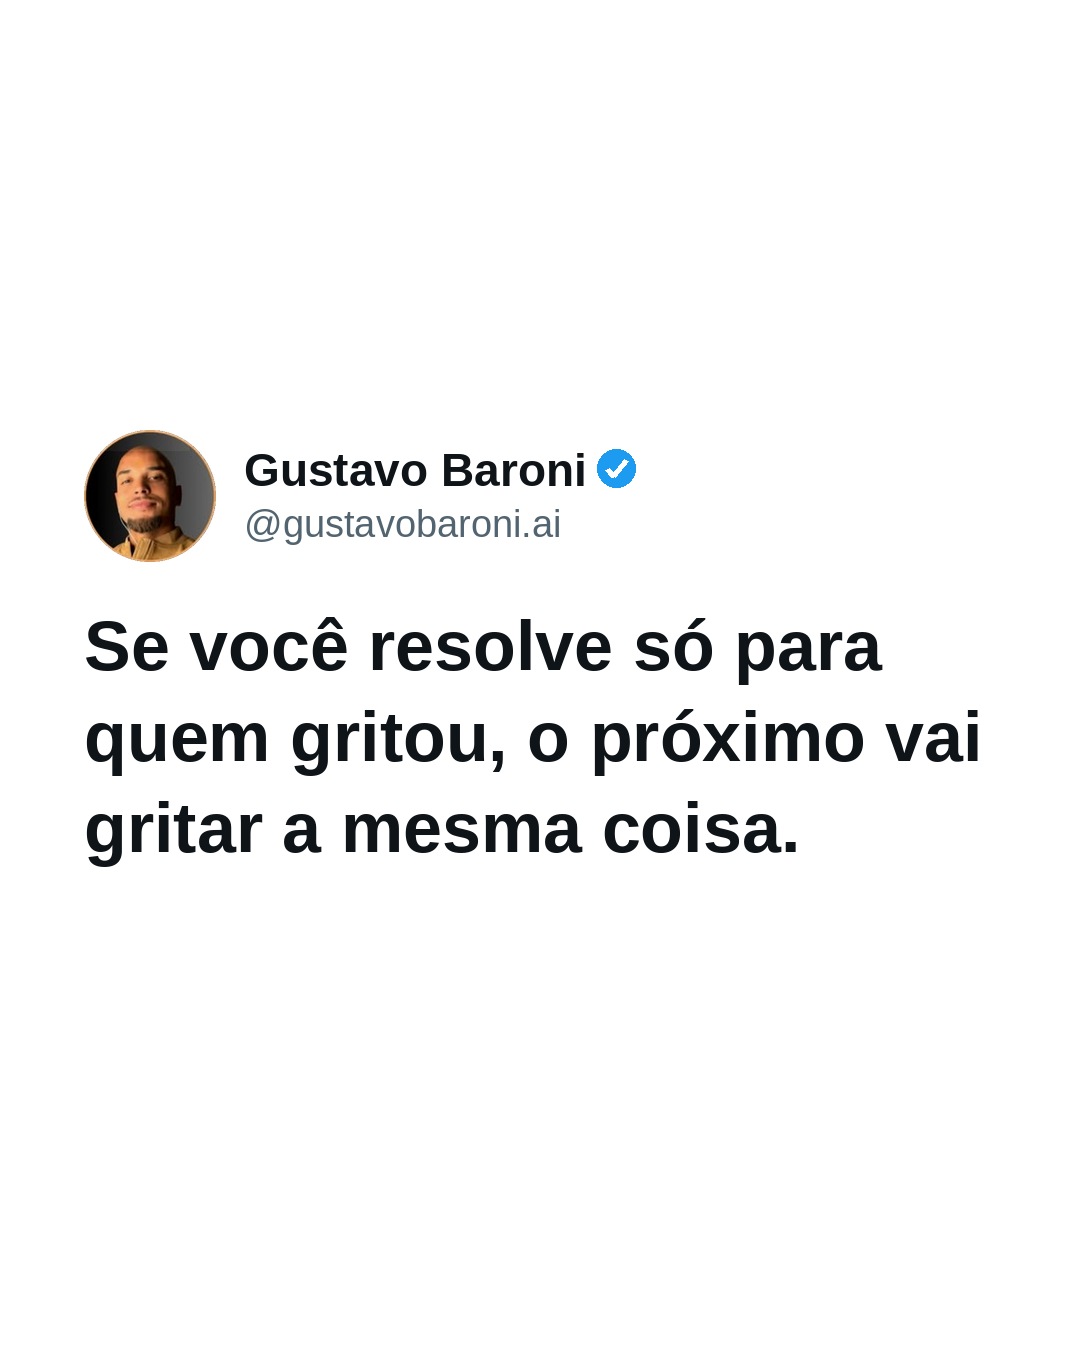 Gustavo Baroni
@gustavobaroni.ai
Se você resolve só para
quem gritou, o próximo vai
gritar a mesma coisa.